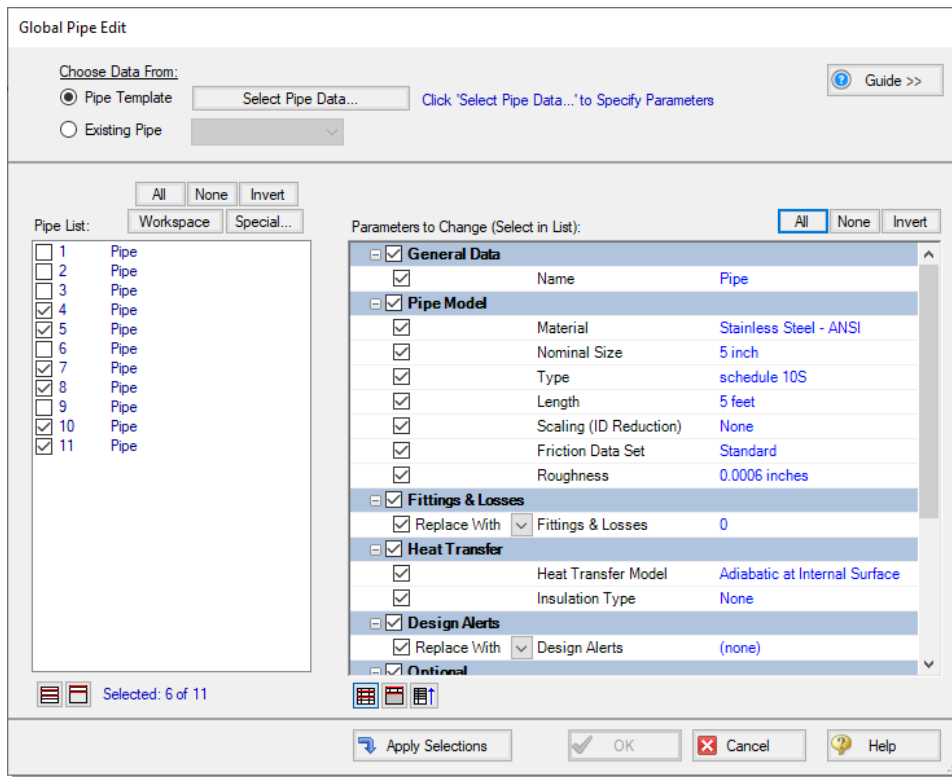 Global Pipe Edit
Choose Data From:
Pipe Template
Select Pipe Data...
Click 'Select Pipe Data...' to Specify Parameters
Guide >>
Existing Pipe
All None Invert
Pipe List: Workspace Special...
1 Pipe
2 Pipe
3 Pipe
4 Pipe
5 Pipe
6 Pipe
7 Pipe
8 Pipe
9 Pipe
10 Pipe
11 Pipe
Selected: 6 of 11
Parameters to Change (Select in List): All None Invert
General Data
Name Pipe
Pipe Model
Material Stainless Steel - ANSI
Nominal Size 5 inch
Type schedule 10S
Length 5 feet
Scaling (ID Reduction) None
Friction Data Set Standard
Roughness 0.0006 inches
Fittings & Losses
Replace With Fittings & Losses 0
Heat Transfer
Heat Transfer Model Adiabatic at Internal Surface
Insulation Type None
Design Alerts
Replace With Design Alerts (none)
Optional
Apply Selections OK Cancel Help